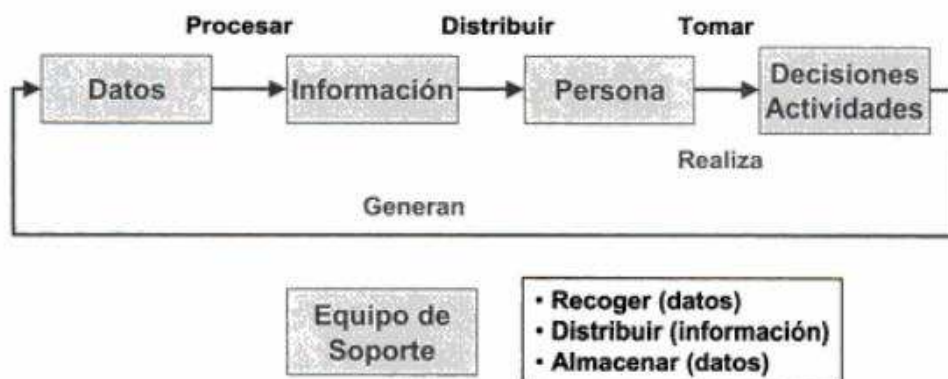 Procesar
Distribuir
Tomar
Datos
Información
Persona
Decisiones
Actividades
Realiza
Generan
Equipo de
Soporte
• Recoger (datos)
• Distribuir (información)
• Almacenar (datos)